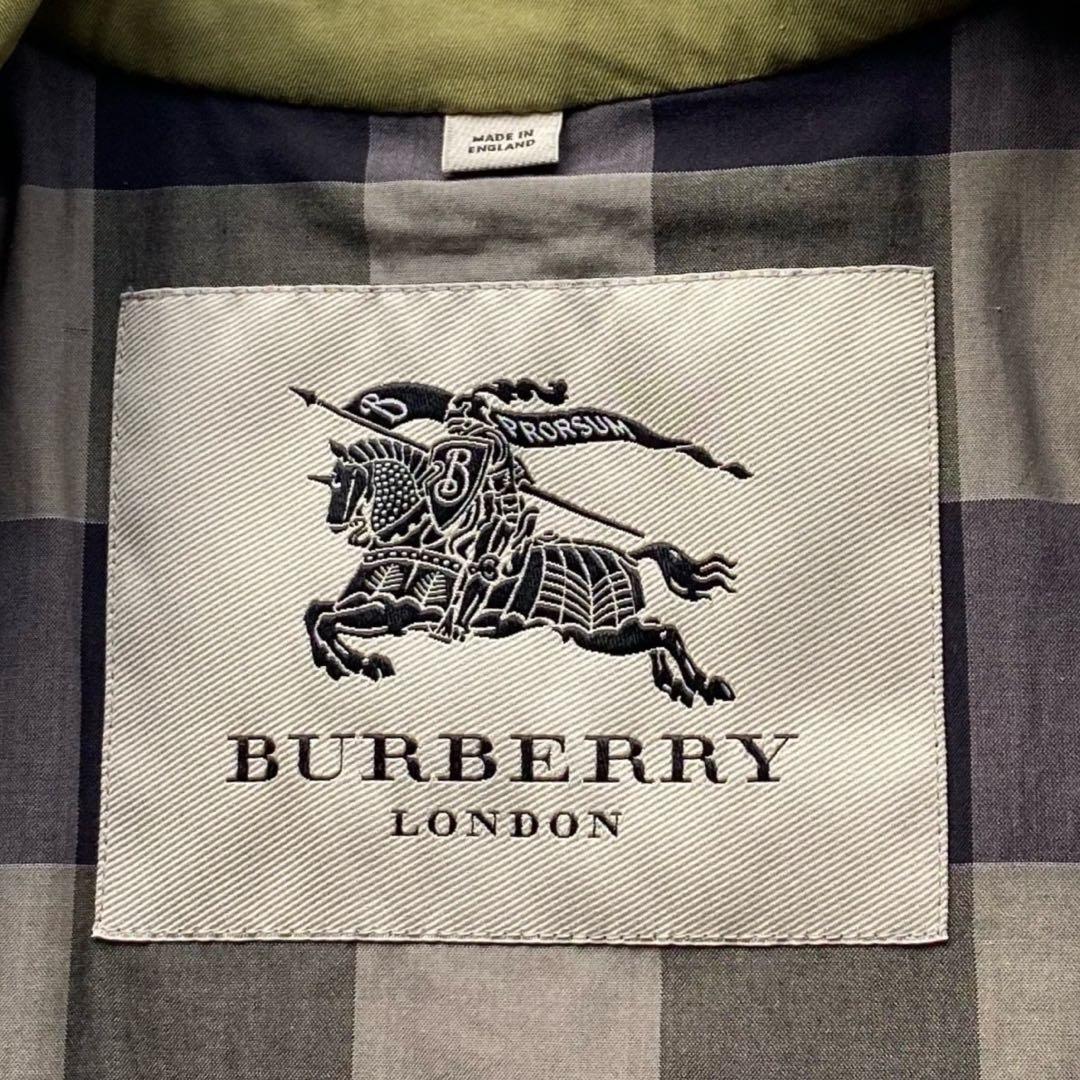 MADE IN
ENGLAND
B
PRORSUM
B
BURBERRY
LONDON